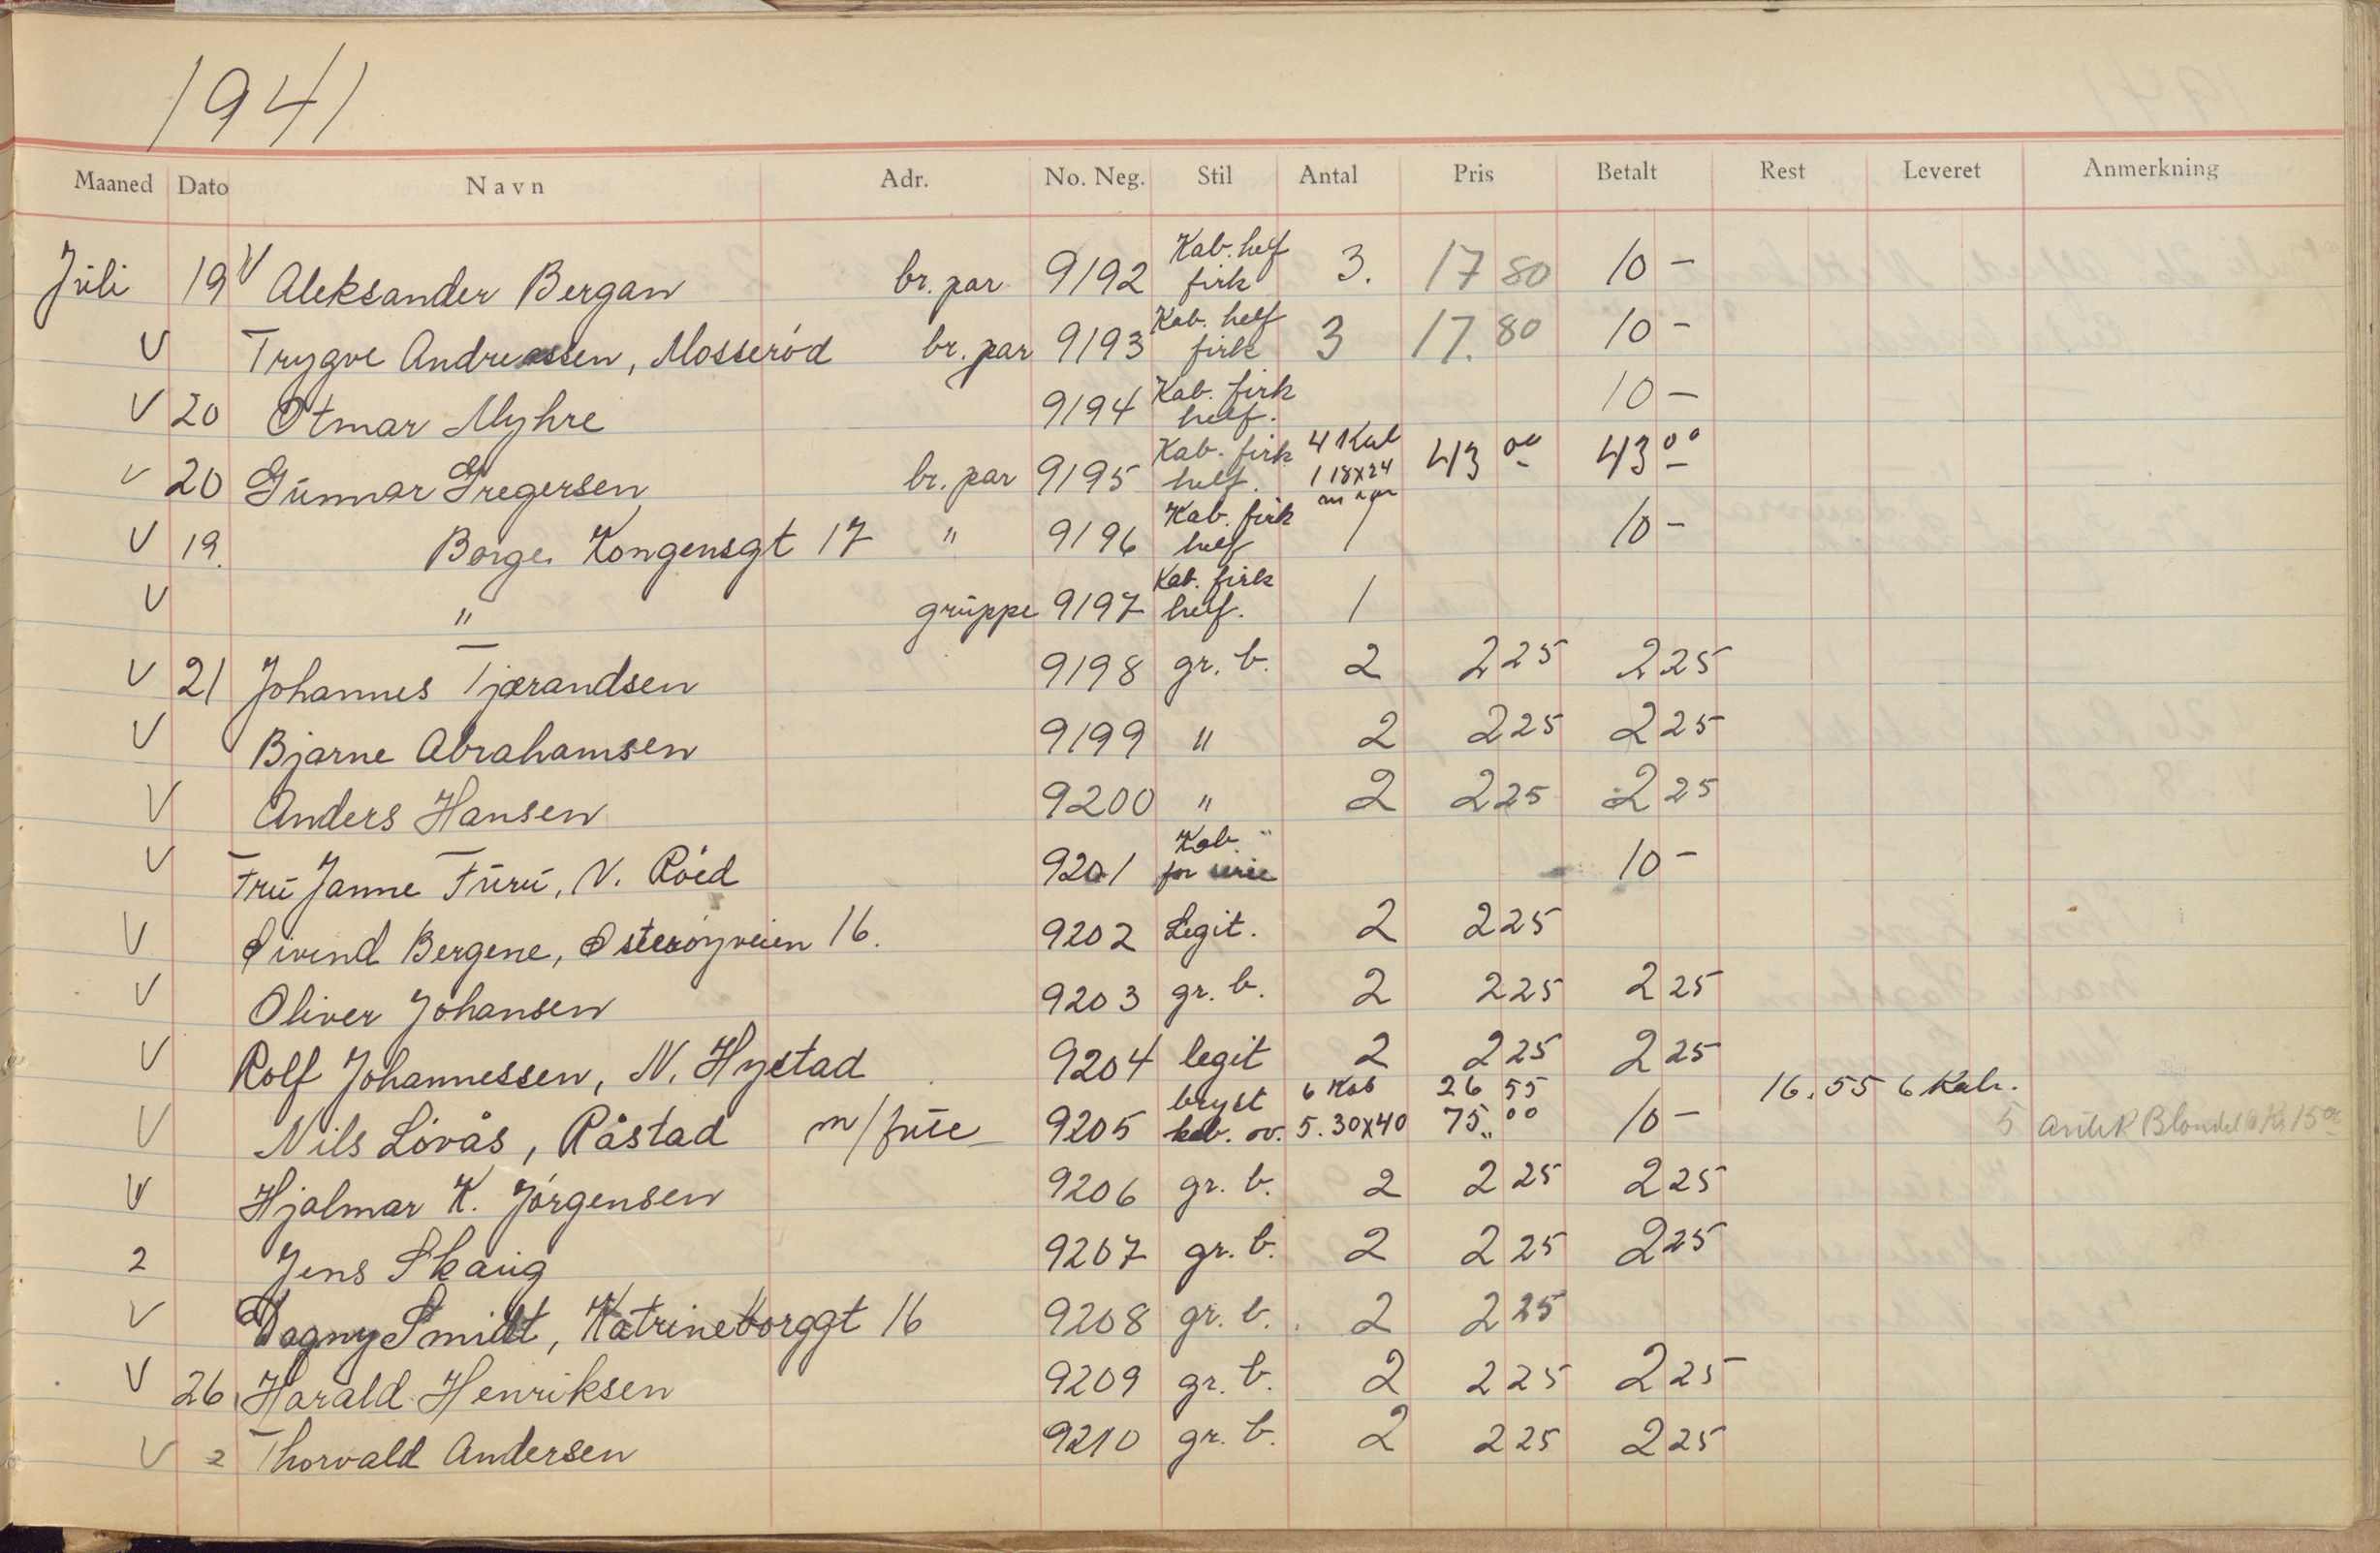 1941
Maaned Dato Navn Adr. No. Neg. Stil Antal Pris Betalt Rest Leveret Anmerkning
Juli 19 V Aleksander Bergan br. par 9192 Kab. helf firk 3. 17 80 10 -
V Trygve Andreassen, Mosserød br. par 9193 Kab. helf firk 3 17. 80 10 -
V 20 Otmar Myhre 9194 Kab. firk helf. 10 -
V 20 Gunnar Gregersen br. par 9195 Kab. firk helf. 4 Kab 1 18x24 43 00 43 00
V 19. Borge. Kongensgt 17 " 9196 Kab. firk helf 1 10 -
V " gruppe 9197 Kab. firk helf. 1
V 21 Johannes Tjærandsen 9198 gr. b. 2 2 25 2 25
V Bjarne Abrahamsen 9199 " 2 2 25 2 25
V Anders Hansen 9200 " 2 2 25 2 25
V Fru Janne Furu, N. Röed 9201 Kab. 10 -
V Øivind Bergene, Østerøyveien 16. 9202 Legit. 2 2 25
V Oliver Johansen 9203 gr. b. 2 2 25 2 25
V Rolf Johannessen, N. Hystad 9204 legit 2 2 25 2 25
V Nils Løvås, Råstad m/frue 9205 bryst kab. ov. 6 Kab 5. 30x40 26 55 75,, 00 10 - 16.55 6 Kab. 5 Blondel
V Hjalmar K. Jørgensen 9206 gr. b. 2 2 25 2 25
2 Jens Skaug 9207 gr. b. 2 2 25 2 25
V Dagny Smidt, Katrineborggt 16 9208 gr. b. 2 2 25
V 26 Harald Henriksen 9209 gr. b. 2 2 25 2 25
V 2 Thorvald Andersen 9210 gr. b. 2 2 25 2 25